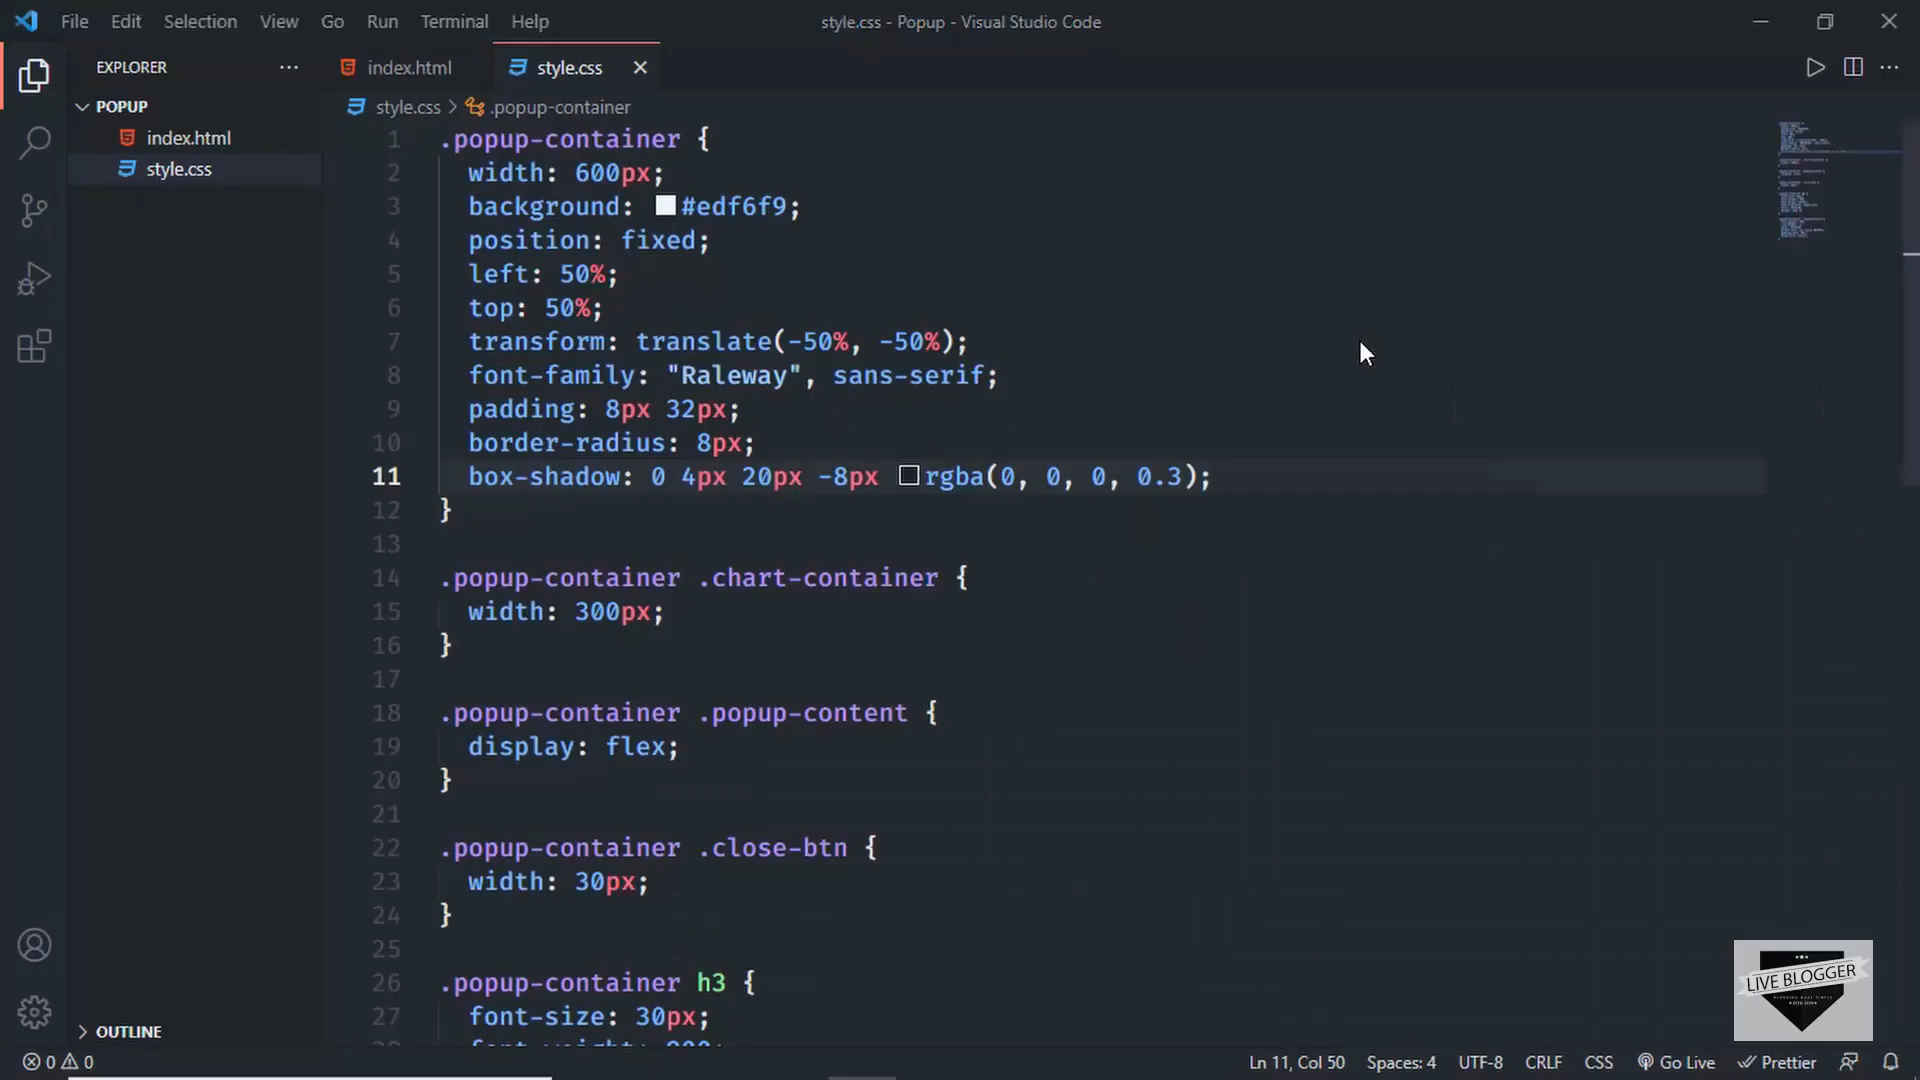 File Edit Selection View Go Run Terminal Help
style.css - Popup - Visual Studio Code
EXPLORER
index.html
style.css
POPUP
index.html
style.css
style.css > .popup-container
1 .popup-container {
2 width: 600px;
3 background: #edf6f9;
4 position: fixed;
5 left: 50%;
6 top: 50%;
7 transform: translate(-50%, -50%);
8 font-family: "Raleway", sans-serif;
9 padding: 8px 32px;
10 border-radius: 8px;
11 box-shadow: 0 4px 20px -8px rgba(0, 0, 0, 0.3);
12 }
13
14 .popup-container .chart-container {
15 width: 300px;
16 }
17
18 .popup-container .popup-content {
19 display: flex;
20 }
21
22 .popup-container .close-btn {
23 width: 30px;
24 }
25
26 .popup-container h3 {
27 font-size: 30px;
OUTLINE
LIVE BLOGGER
0 0
Ln 11, Col 50 Spaces: 4 UTF-8 CRLF CSS Go Live Prettier